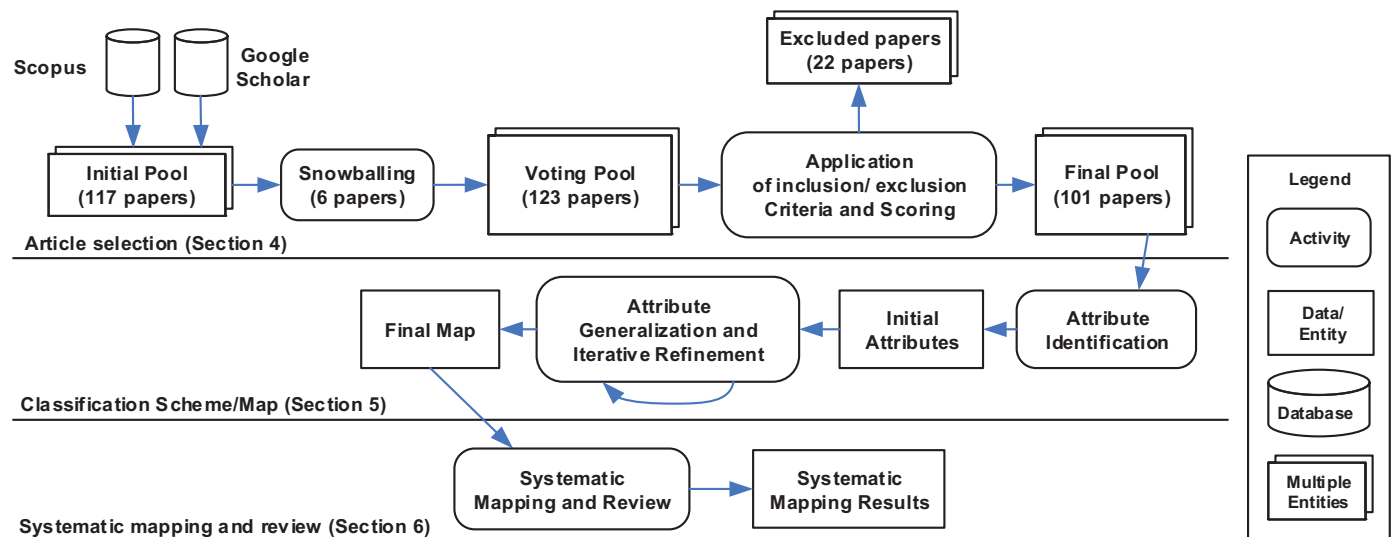 Scopus
Google
Scholar
Excluded papers
(22 papers)
Initial Pool
(117 papers)
Snowballing
(6 papers)
Voting Pool
(123 papers)
Application
of inclusion/ exclusion
Criteria and Scoring
Final Pool
(101 papers)
Article selection (Section 4)
Final Map
Attribute
Generalization and
Iterative Refinement
Initial
Attributes
Attribute
Identification
Classification Scheme/Map (Section 5)
Systematic
Mapping and Review
Systematic
Mapping Results
Systematic mapping and review (Section 6)
Legend
Activity
Data/
Entity
Database
Multiple
Entities